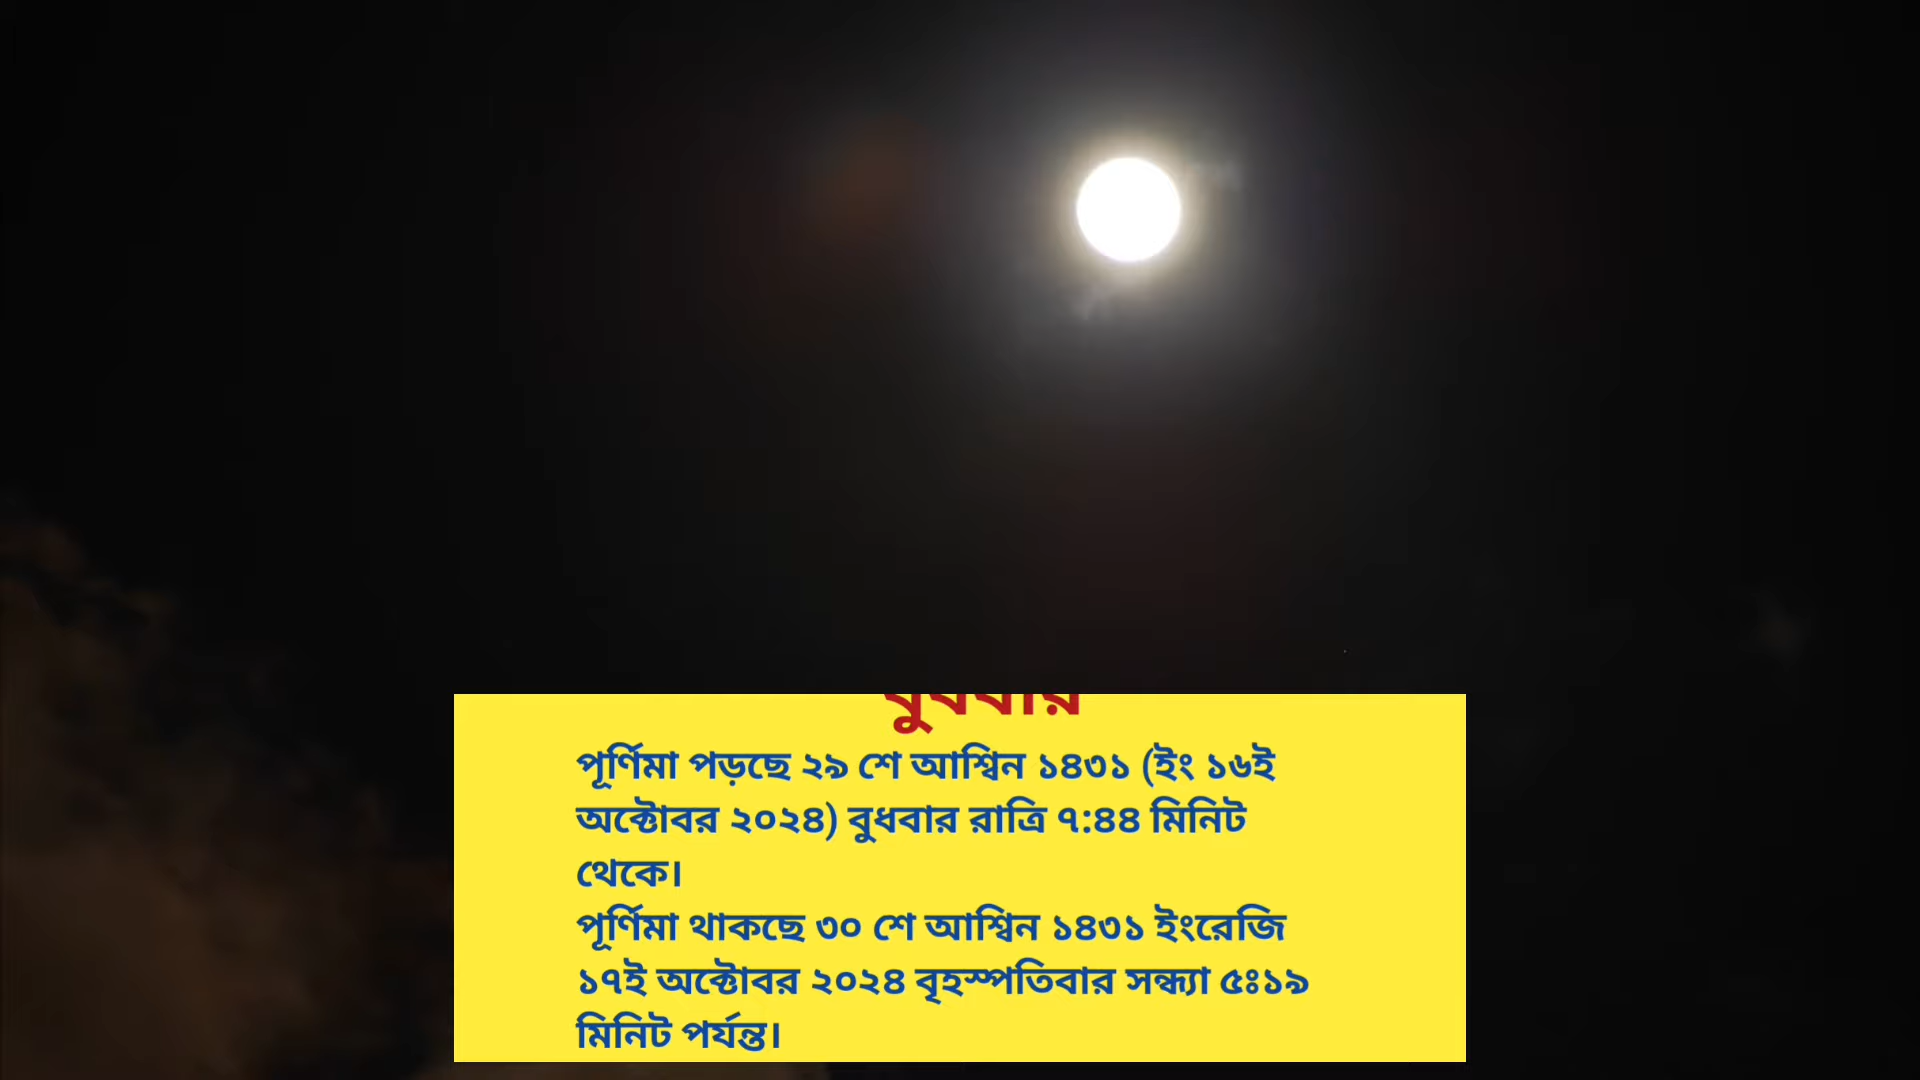 বুধবার
পূর্ণিমা পড়ছে ২৯ শে আশ্বিন ১৪৩১ (ইং ১৬ই
অক্টোবর ২০২৪) বুধবার রাত্রি ৭:৪৪ মিনিট
থেকে।
পূর্ণিমা থাকছে ৩০ শে আশ্বিন ১৪৩১ ইংরেজি
১৭ই অক্টোবর ২০২৪ বৃহস্পতিবার সন্ধ্যা ৫ঃ১৯
মিনিট পর্যন্ত।